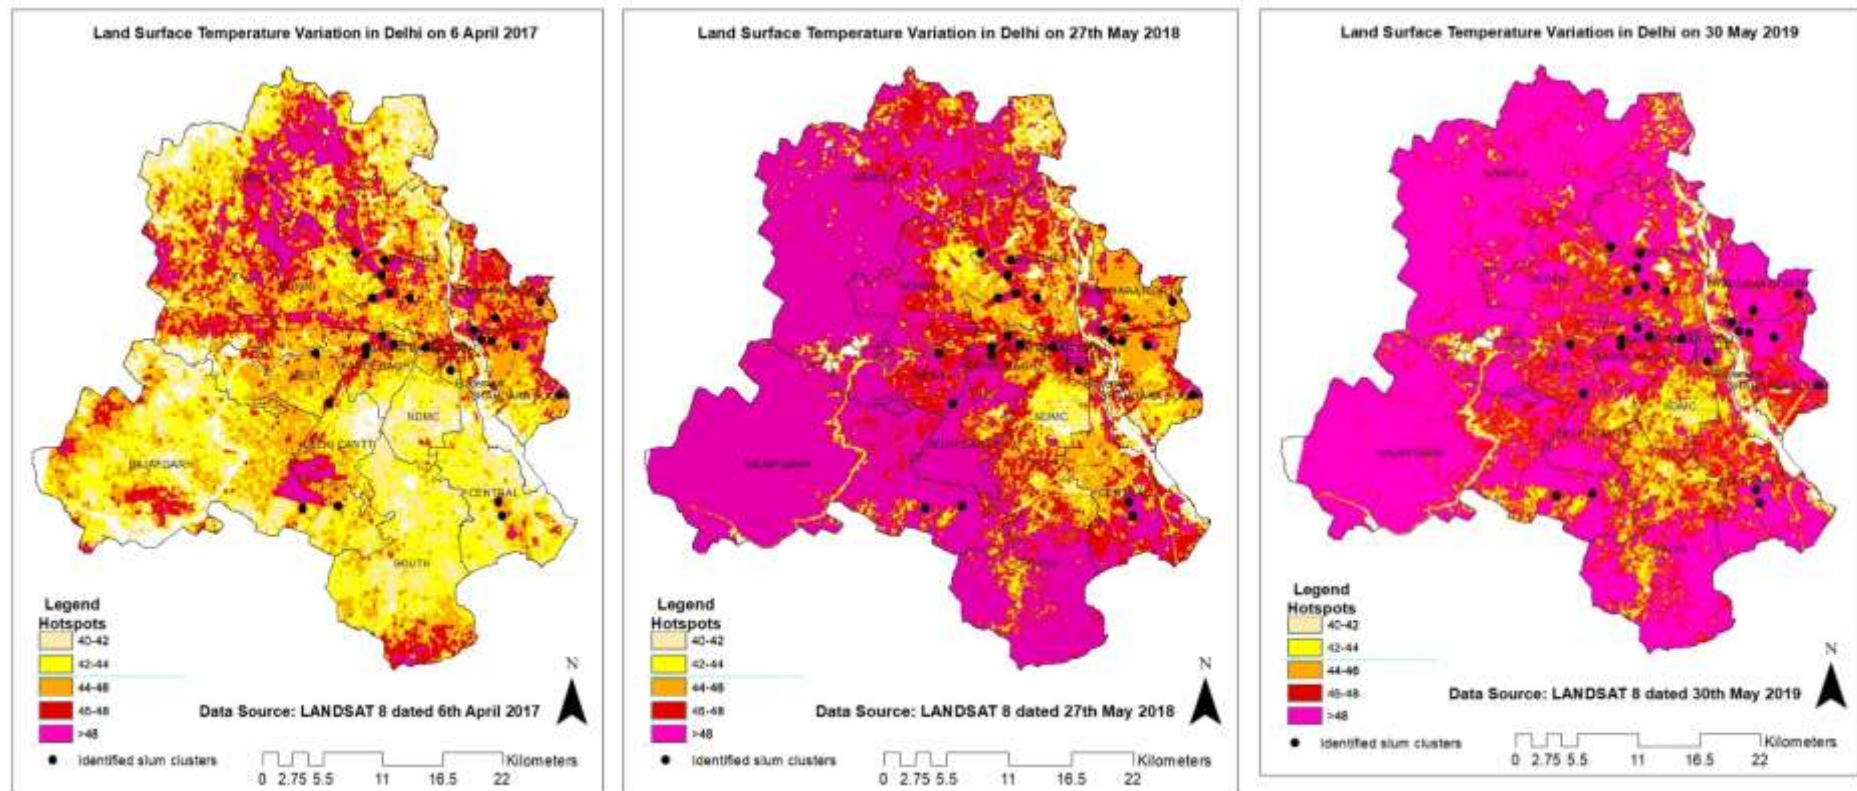 Land Surface Temperature Variation in Delhi on 6 April 2017
NDMC
SOUTH
Legend
Hotspots
40-42
42-44
44-46
46-48
>48
Identified slum clusters
N
Data Source: LANDSAT 8 dated 6th April 2017
Kilometers
0 2.75 5.5 11 16.5 22
Land Surface Temperature Variation in Delhi on 27th May 2018
NDMC
Legend
Hotspots
40-42
42-44
44-46
46-48
>48
Identified slum clusters
N
Data Source: LANDSAT 8 dated 27th May 2018
Kilometers
0 2.75 5.5 11 16.5 22
Land Surface Temperature Variation in Delhi on 30 May 2019
NDMC
Legend
Hotspots
40-42
42-44
44-46
46-48
>48
Identified slum clusters
N
Data Source: LANDSAT 8 dated 30th May 2019
Kilometers
0 2.75 5.5 11 16.5 22